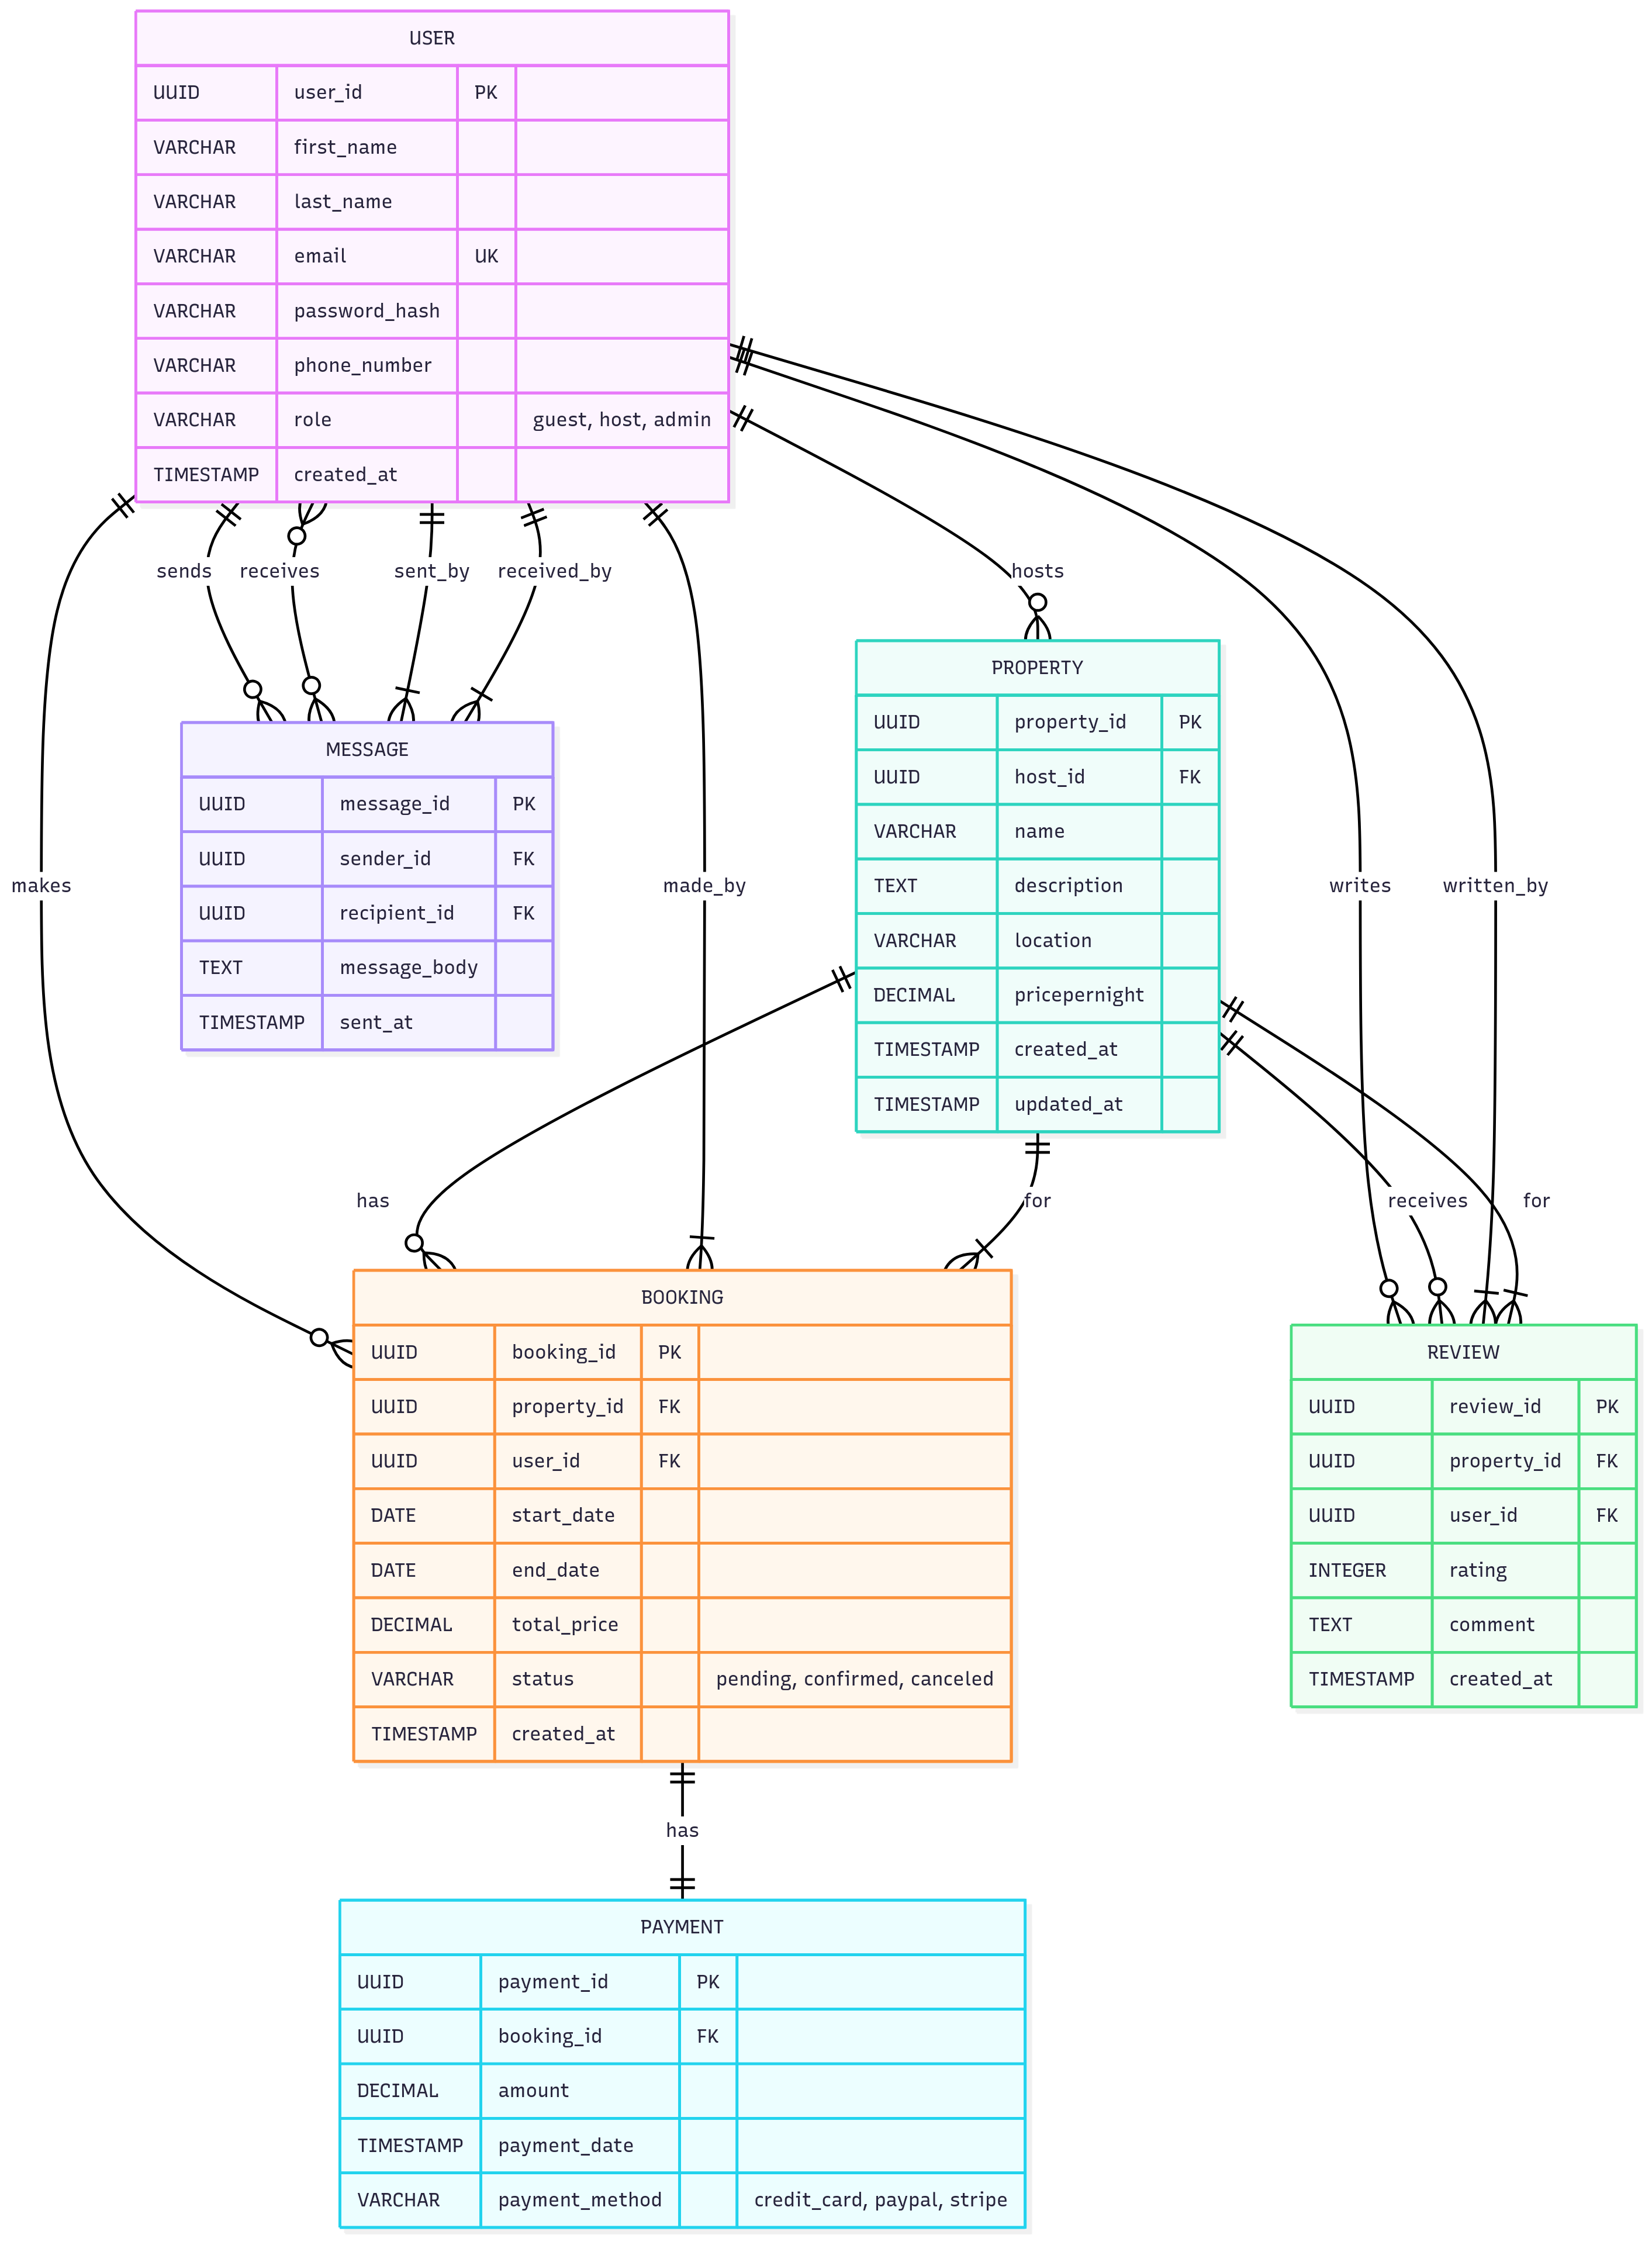 USER
UUID user_id PK
VARCHAR first_name
VARCHAR last_name
VARCHAR email UK
VARCHAR password_hash
VARCHAR phone_number
VARCHAR role guest, host, admin
TIMESTAMP created_at
sends receives sent_by received_by hosts
PROPERTY
UUID property_id PK
UUID host_id FK
VARCHAR name
TEXT description
VARCHAR location
DECIMAL pricepernight
TIMESTAMP created_at
TIMESTAMP updated_at
MESSAGE
UUID message_id PK
UUID sender_id FK
UUID recipient_id FK
TEXT message_body
TIMESTAMP sent_at
makes made_by writes written_by
has for receives for
BOOKING
UUID booking_id PK
UUID property_id FK
UUID user_id FK
DATE start_date
DATE end_date
DECIMAL total_price
VARCHAR status pending, confirmed, canceled
TIMESTAMP created_at
REVIEW
UUID review_id PK
UUID property_id FK
UUID user_id FK
INTEGER rating
TEXT comment
TIMESTAMP created_at
has
PAYMENT
UUID payment_id PK
UUID booking_id FK
DECIMAL amount
TIMESTAMP payment_date
VARCHAR payment_method credit_card, paypal, stripe